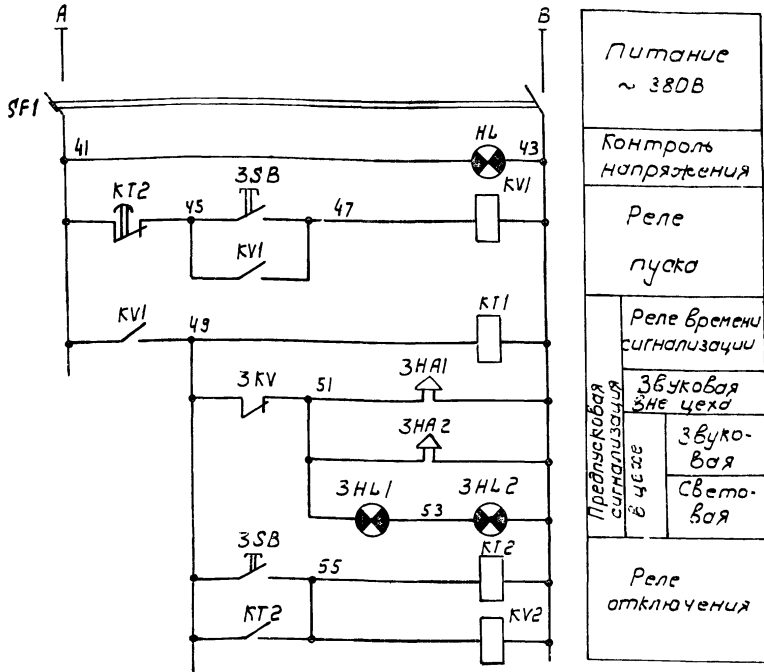 A
B
SF1
41
HL
43
KT2
45
3SB
47
KV1
KV1
KV1
49
KT1
3KV
51
3HA1
3HA2
3HL1
53
3HL2
3SB
55
KT2
KT2
KV2
Питание
~ 380В
Контроль
напряжения
Реле
пуска
Предпусковая
сигнализация
Реле времени
сигнализации
Звуковая
вне цеха
в цехе
Звуко-
вая
Свето-
вая
Реле
отключения